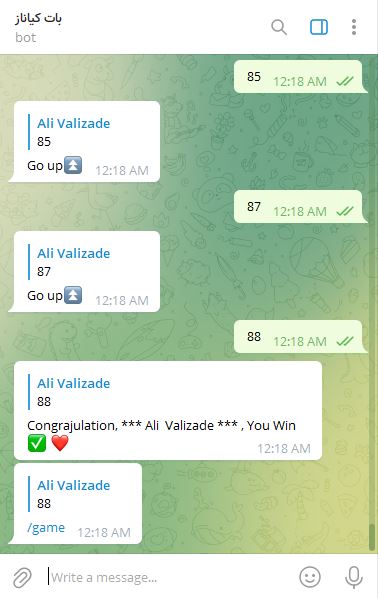 بات کیاناز
bot
85 12:18 AM
Ali Valizade
85
Go up⏫ 12:18 AM
87 12:18 AM
Ali Valizade
87
Go up⏫ 12:18 AM
88 12:18 AM
Ali Valizade
88
Congrajulation, *** Ali Valizade *** , You Win
✅ ❤️ 12:18 AM
Ali Valizade
88
/game 12:18 AM
Write a message...